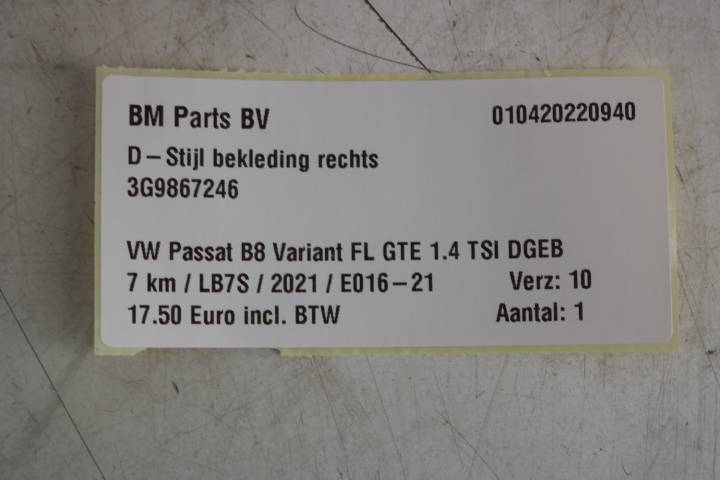 BM Parts BV 010420220940
D-Stijl bekleding rechts
3G9867246
VW Passat B8 Variant FL GTE 1.4 TSI DGEB
7 km / LB7S / 2021 / E016-21 Verz: 10
17.50 Euro incl. BTW Aantal: 1